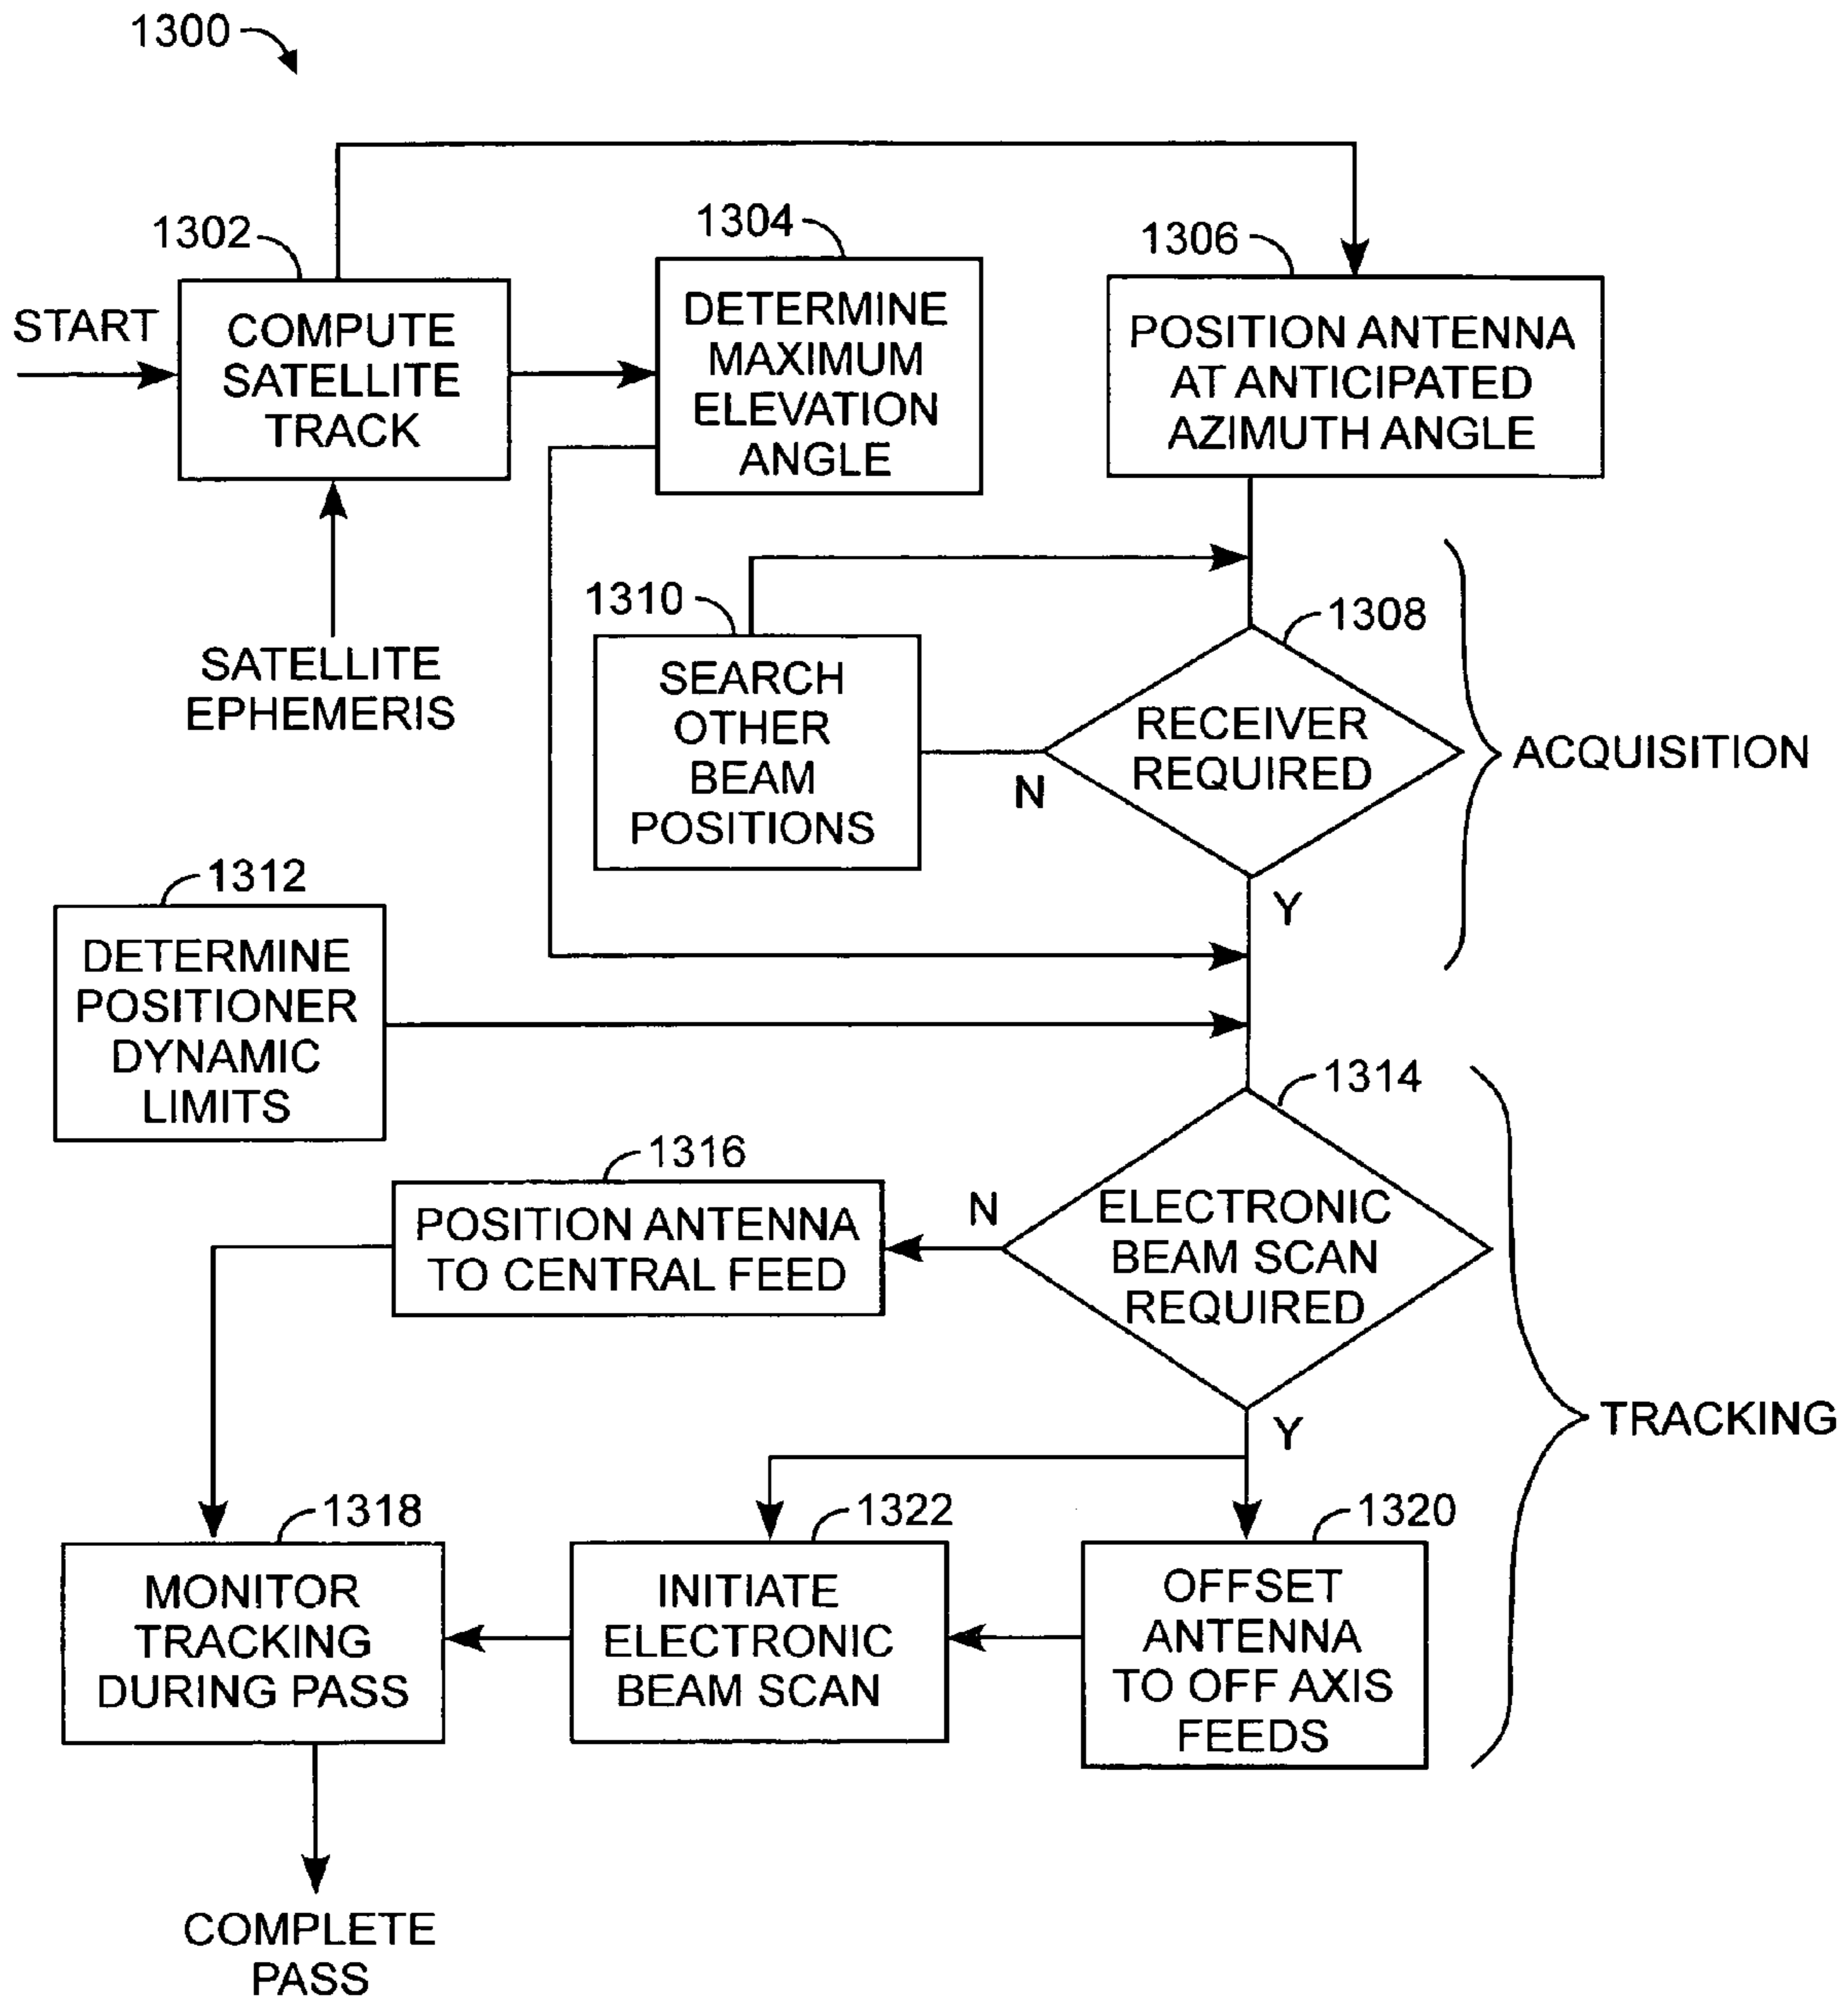 1300
1302
1304
1306
START
COMPUTE
SATELLITE
TRACK
DETERMINE
MAXIMUM
ELEVATION
ANGLE
POSITION ANTENNA
AT ANTICIPATED
AZIMUTH ANGLE
SATELLITE
EPHEMERIS
1310
SEARCH
OTHER
BEAM
POSITIONS
1308
RECEIVER
REQUIRED
N
Y
ACQUISITION
1312
DETERMINE
POSITIONER
DYNAMIC
LIMITS
1314
ELECTRONIC
BEAM SCAN
REQUIRED
N
Y
1316
POSITION ANTENNA
TO CENTRAL FEED
TRACKING
1318
MONITOR
TRACKING
DURING PASS
1322
INITIATE
ELECTRONIC
BEAM SCAN
1320
OFFSET
ANTENNA
TO OFF AXIS
FEEDS
COMPLETE
PASS